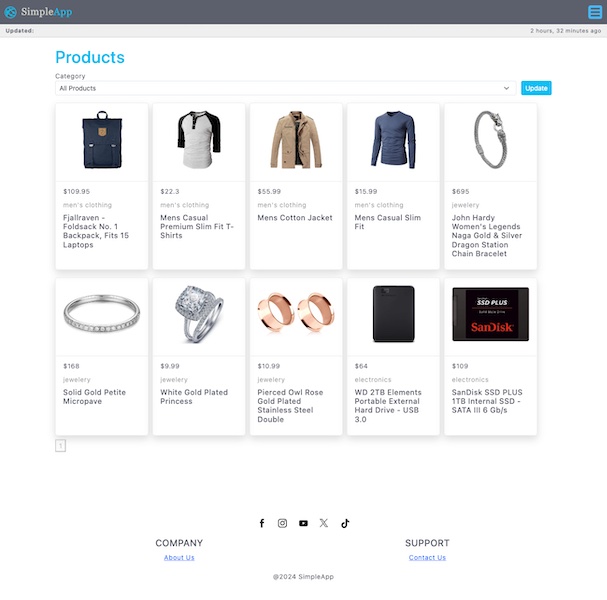 SimpleApp
Updated:
2 hours, 32 minutes ago
Products
Category
All Products
Update
$109.95
men's clothing
Fjallraven -
Foldsack No. 1
Backpack, Fits 15
Laptops
$22.3
men's clothing
Mens Casual
Premium Slim Fit T-
Shirts
$55.99
men's clothing
Mens Cotton Jacket
$15.99
men's clothing
Mens Casual Slim
Fit
$695
jewelery
John Hardy
Women's Legends
Naga Gold & Silver
Dragon Station
Chain Bracelet
$168
jewelery
Solid Gold Petite
Micropave
$9.99
jewelery
White Gold Plated
Princess
$10.99
jewelery
Pierced Owl Rose
Gold Plated
Stainless Steel
Double
$64
electronics
WD 2TB Elements
Portable External
Hard Drive - USB
3.0
SSD PLUS
SanDisk
$109
electronics
SanDisk SSD PLUS
1TB Internal SSD -
SATA III 6 Gb/s
1
COMPANY
About Us
SUPPORT
Contact Us
@2024 SimpleApp